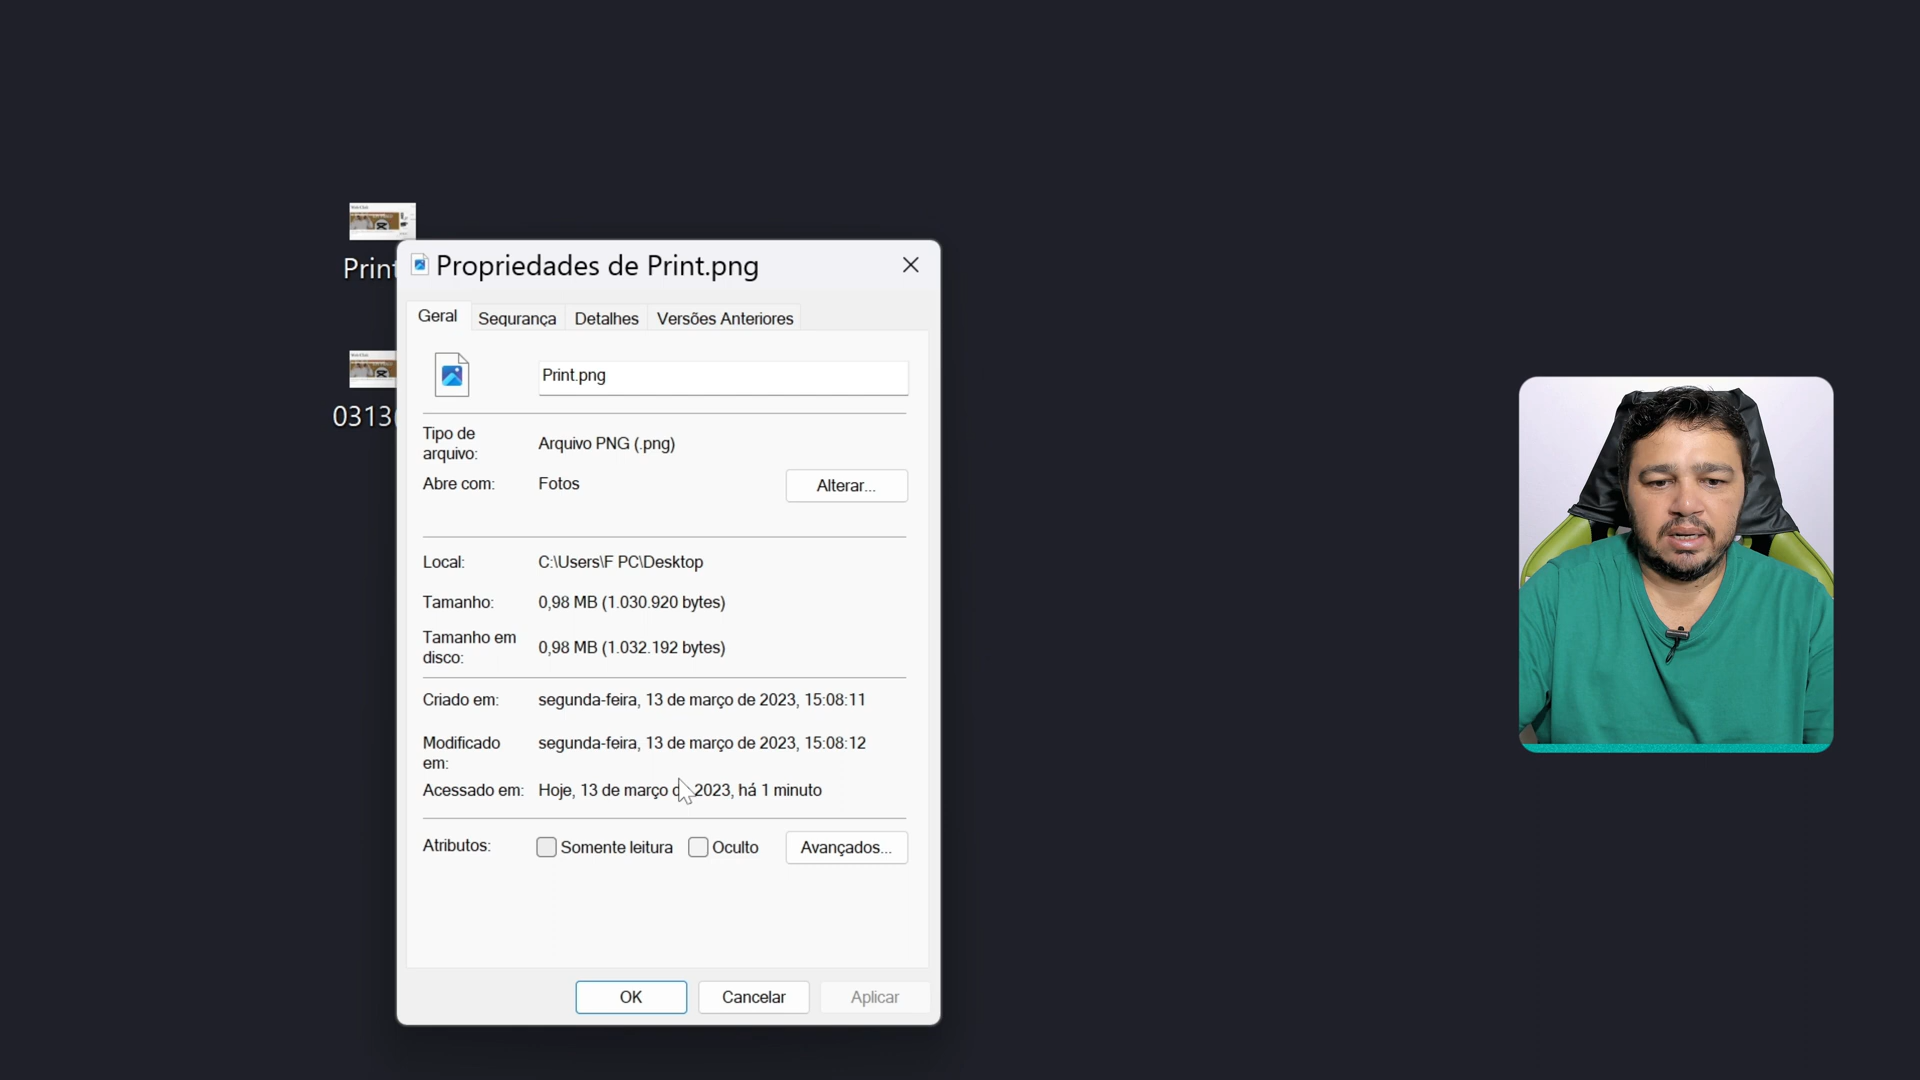 Print
0313
Propriedades de Print.png
Geral
Segurança
Detalhes
Versões Anteriores
Print.png
Tipo de
arquivo:
Arquivo PNG (.png)
Abre com:
Fotos
Alterar...
Local:
C:\Users\F PC\Desktop
Tamanho:
0,98 MB (1.030.920 bytes)
Tamanho em
disco:
0,98 MB (1.032.192 bytes)
Criado em:
segunda-feira, 13 de março de 2023, 15:08:11
Modificado
em:
segunda-feira, 13 de março de 2023, 15:08:12
Acessado em:
Hoje, 13 de março d 2023, há 1 minuto
Atributos:
Somente leitura
Oculto
Avançados...
OK
Cancelar
Aplicar